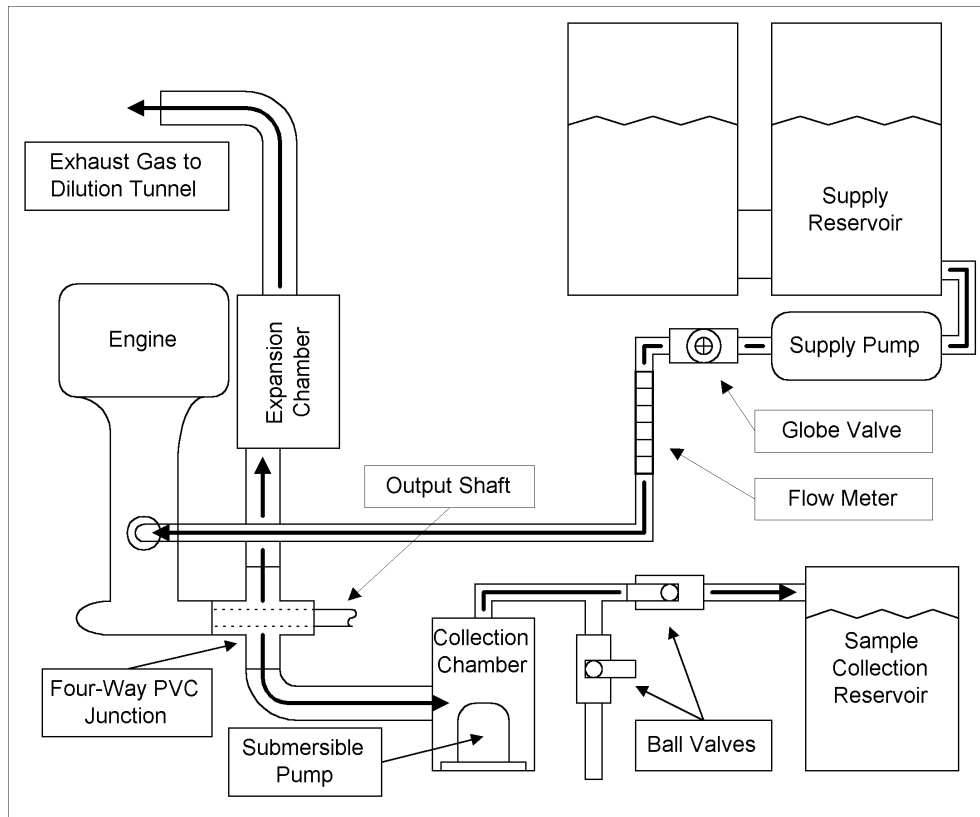 Exhaust Gas to
Dilution Tunnel
Supply
Reservoir
Engine
Expansion
Chamber
Supply Pump
Globe Valve
Output Shaft
Flow Meter
Collection
Chamber
Sample
Collection
Reservoir
Four-Way PVC
Junction
Submersible
Pump
Ball Valves